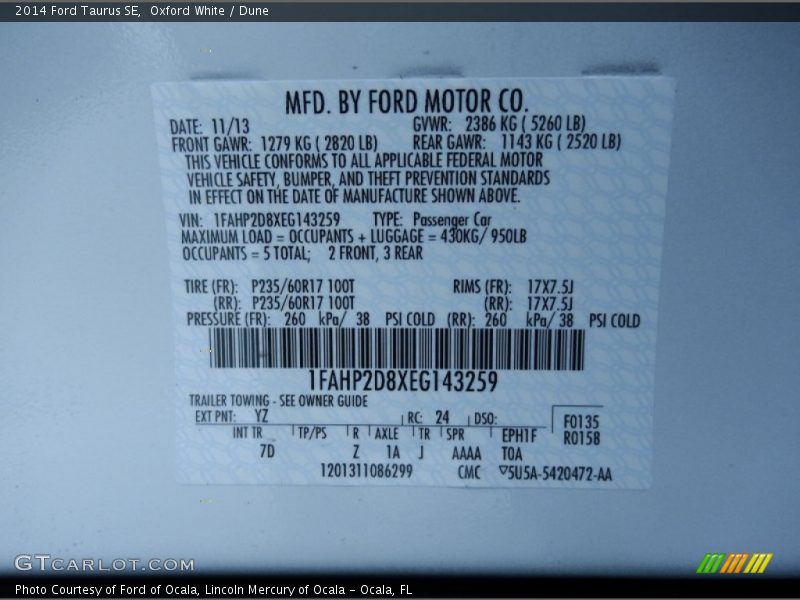 2014 Ford Taurus SE,  Oxford White / Dune
MFD. BY FORD MOTOR CO.
DATE: 11/13 GVWR: 2386 KG ( 5260 LB)
FRONT GAWR: 1279 KG ( 2820 LB) REAR GAWR: 1143 KG ( 2520 LB)
THIS VEHICLE CONFORMS TO ALL APPLICABLE FEDERAL MOTOR
VEHICLE SAFETY, BUMPER, AND THEFT PREVENTION STANDARDS
IN EFFECT ON THE DATE OF MANUFACTURE SHOWN ABOVE.
VIN: 1FAHP2D8XEG143259 TYPE: Passenger Car
MAXIMUM LOAD = OCCUPANTS + LUGGAGE = 430KG/ 950LB
OCCUPANTS = 5 TOTAL; 2 FRONT, 3 REAR
TIRE (FR): P235/60R17 100T RIMS (FR): 17X7.5J
(RR): P235/60R17 100T (RR): 17X7.5J
PRESSURE (FR): 260 kPa/ 38 PSI COLD (RR): 260 kPa/ 38 PSI COLD
1FAHP2D8XEG143259
TRAILER TOWING - SEE OWNER GUIDE
EXT PNT: YZ RC: 24 DSO: F0135
INT TR TP/PS R AXLE TR SPR EPH1F R0158
7D Z 1A J AAAA TOA
1201311086299 CMC ▽5U5A-5420472-AA
GTCARLOT.COM
Photo Courtesy of Ford of Ocala, Lincoln Mercury of Ocala - Ocala, FL